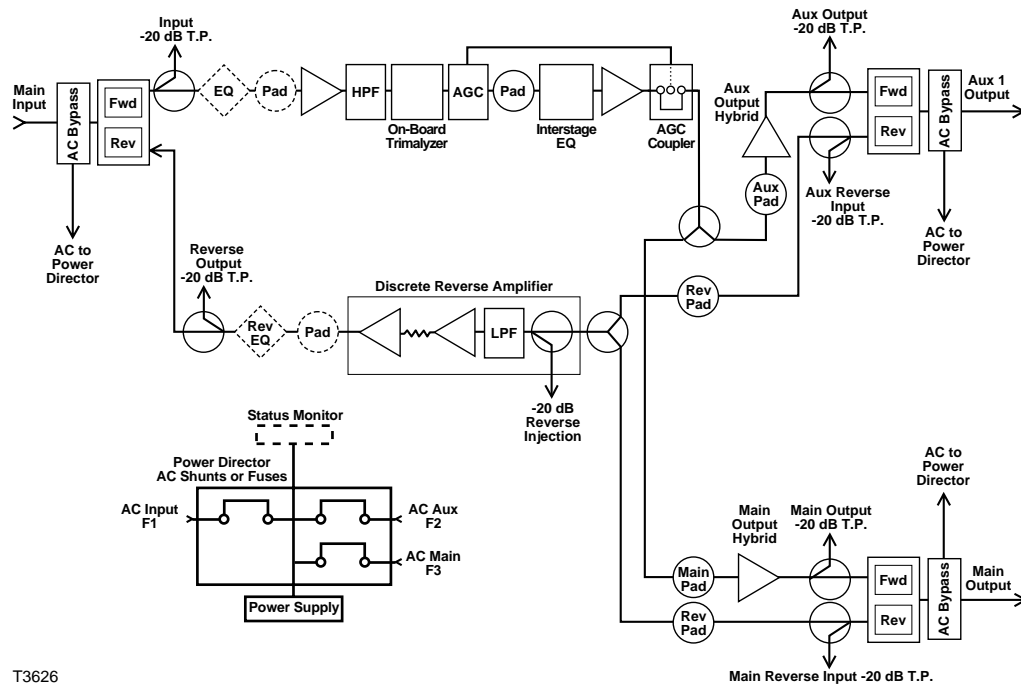 Input
-20 dB T.P.
Main
Input
AC Bypass
Fwd
Rev
EQ
Pad
HPF
On-Board
Trimalyzer
AGC
Pad
Interstage
EQ
AGC
Coupler
Aux
Output
Hybrid
Aux Output
-20 dB T.P.
Fwd
Rev
AC Bypass
Aux 1
Output
Aux
Pad
Aux Reverse
Input
-20 dB T.P.
AC to
Power
Director
AC to
Power
Director
Reverse
Output
-20 dB T.P.
Discrete Reverse Amplifier
Rev
Pad
Rev
EQ
Pad
LPF
-20 dB
Reverse
Injection
Status Monitor
Power Director
AC Shunts or Fuses
AC Input
F1
AC Aux
F2
AC Main
F3
Power Supply
AC to
Power
Director
Main
Output
Hybrid
Main Output
-20 dB T.P.
Main
Pad
Fwd
Rev
AC Bypass
Main
Output
Rev
Pad
Main Reverse Input -20 dB T.P.
T3626